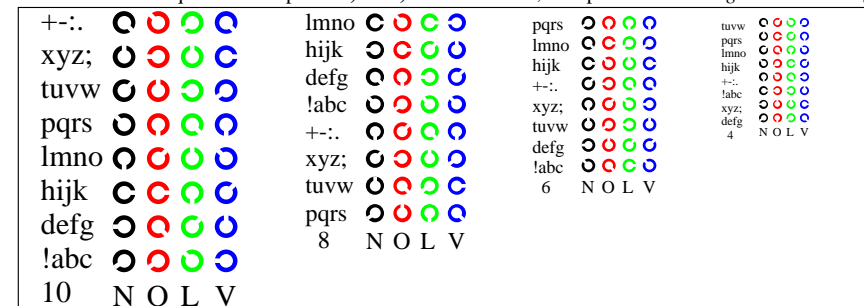 +-:.
xyz;
tuvw
pqrs
lmno
hijk
defg
!abc
10 N O L V
lmno
hijk
defg
!abc
+-:.
xyz;
tuvw
pqrs
8 N O L V
pqrs
lmno
hijk
+-:.
xyz;
tuvw
defg
!abc
6 N O L V
tuvw
pqrs
lmno
hijk
+-:.
!abc
xyz;
defg
4 N O L V